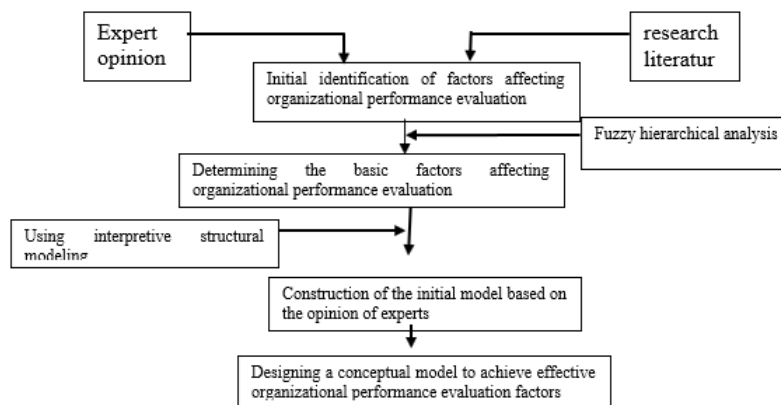 Expert
opinion
research
literatur
Initial identification of factors affecting
organizational performance evaluation
Fuzzy hierarchical analysis
Determining the basic factors affecting
organizational performance evaluation
Using interpretive structural
modeling
Construction of the initial model based on
the opinion of experts
Designing a conceptual model to achieve effective
organizational performance evaluation factors